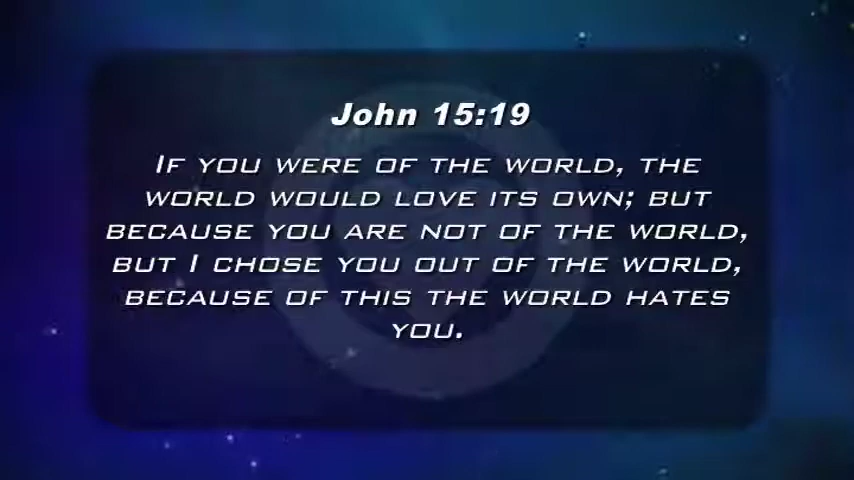 John 15:19
If you were of the world, the
world would love its own; but
because you are not of the world,
but I chose you out of the world,
because of this the world hates
you.